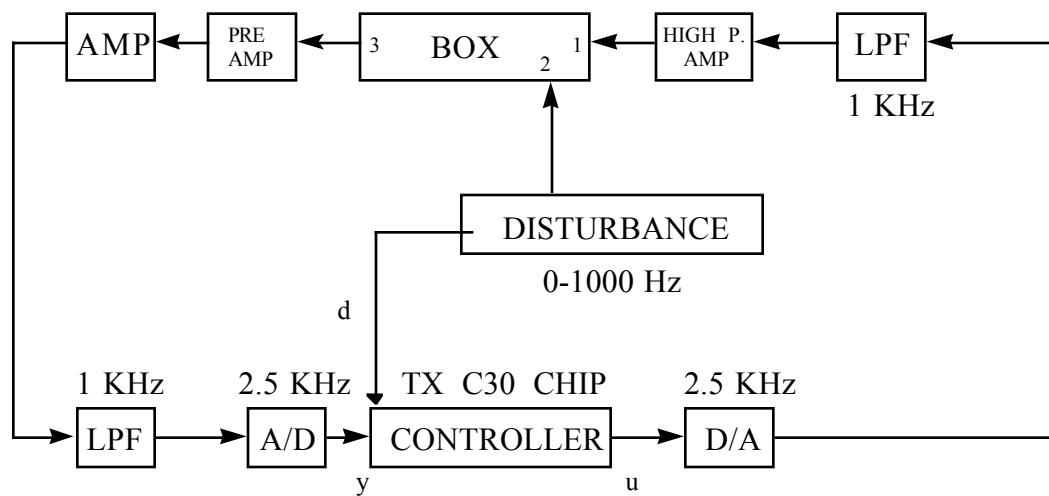 AMP
PRE
AMP
3
BOX
1
2
HIGH P.
AMP
LPF
1 KHz
DISTURBANCE
0-1000 Hz
d
1 KHz
2.5 KHz
TX C30 CHIP
2.5 KHz
LPF
A/D
CONTROLLER
D/A
y
u